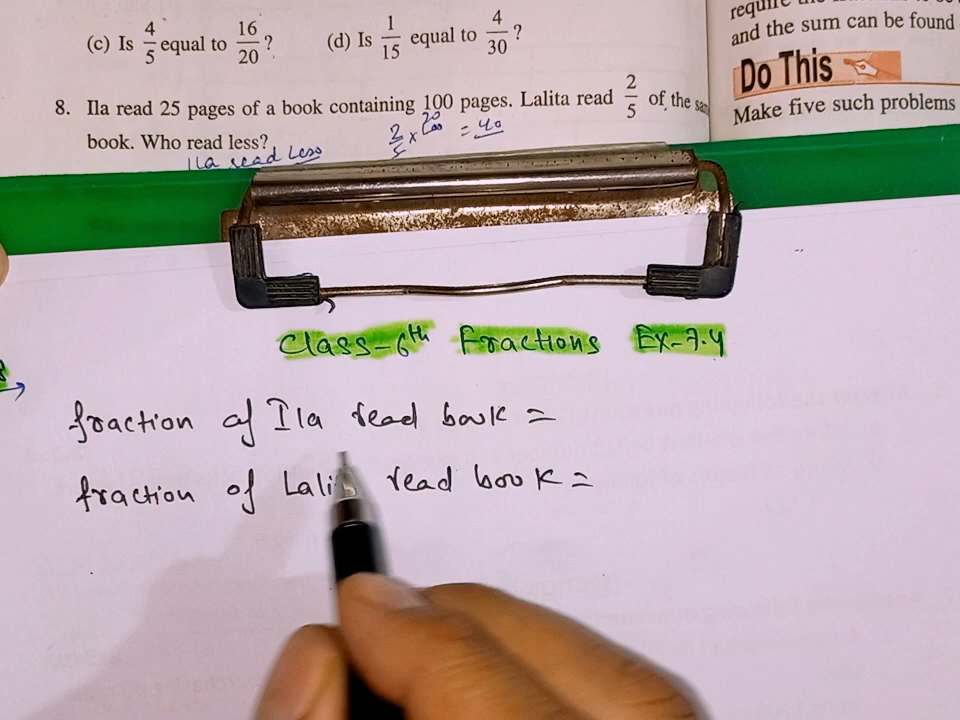 (c) Is 4/5 equal to 16/20 ? (d) Is 1/15 equal to 4/30 ?
8. Ila read 25 pages of a book containing 100 pages. Lalita read 2/5 of the
book. Who read less?
2/5 × 100 20 = 40
Ila read less
and the sum can be found
Do This
Make five such problems
Class-6th Fractions Ex-7.4
fraction of Ila read book =
fraction of read book =